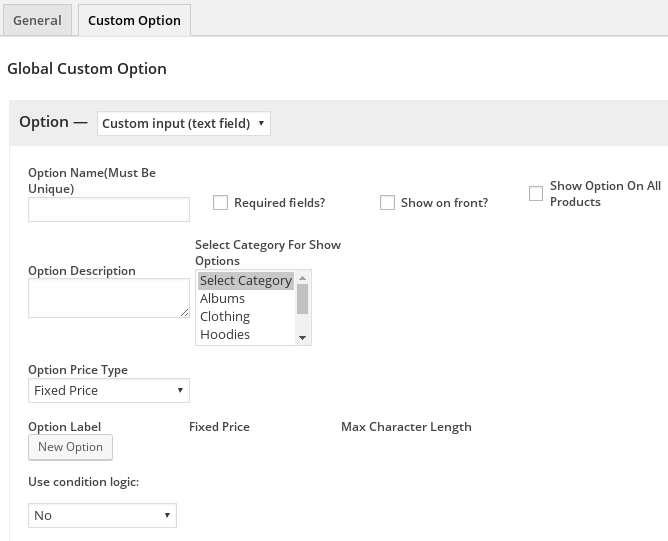 General
Custom Option
Global Custom Option
Option — Custom input (text field)
Option Name(Must Be
Unique)
Required fields?
Show on front?
Show Option On All
Products
Select Category For Show
Options
Option Description
Select Category
Albums
Clothing
Hoodies
Option Price Type
Fixed Price
Option Label
Fixed Price
Max Character Length
New Option
Use condition logic:
No